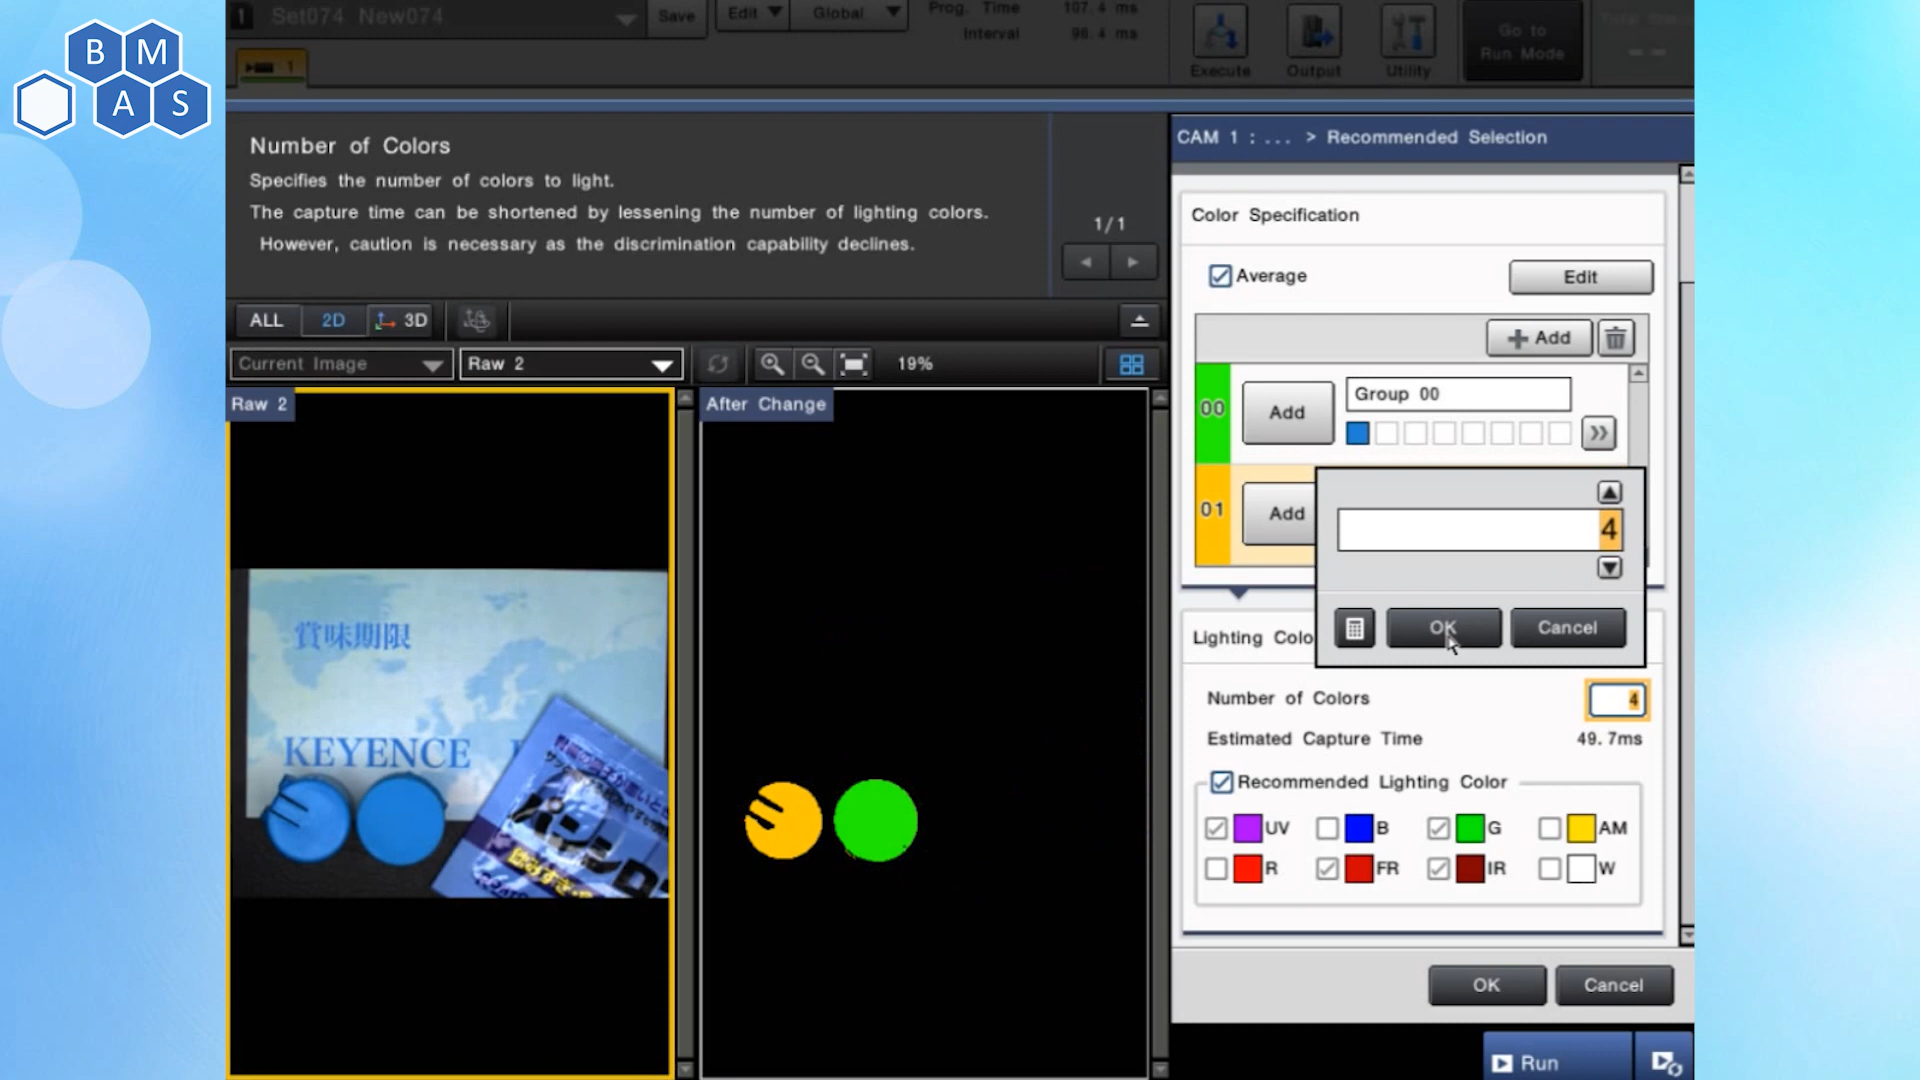 B M
A S
1 Set074 New074
Save
Edit
Global
Prog. Time 107.4 ms
Interval 96.4 ms
Execute
Output
Utility
Go to
Run Mode
1
Number of Colors
Specifies the number of colors to light.
The capture time can be shortened by lessening the number of lighting colors.
However, caution is necessary as the discrimination capability declines.
1/1
ALL
2D
3D
Current Image
Raw 2
19%
Raw 2
After Change
賞味期限
KEYENCE
CAM 1 : ... > Recommended Selection
Color Specification
Average
Edit
Add
00
Add
Group 00
01
Add
4
OK
Cancel
Lighting Colo
Number of Colors
4
Estimated Capture Time
49.7ms
Recommended Lighting Color
UV
B
G
AM
R
FR
IR
W
OK
Cancel
Run